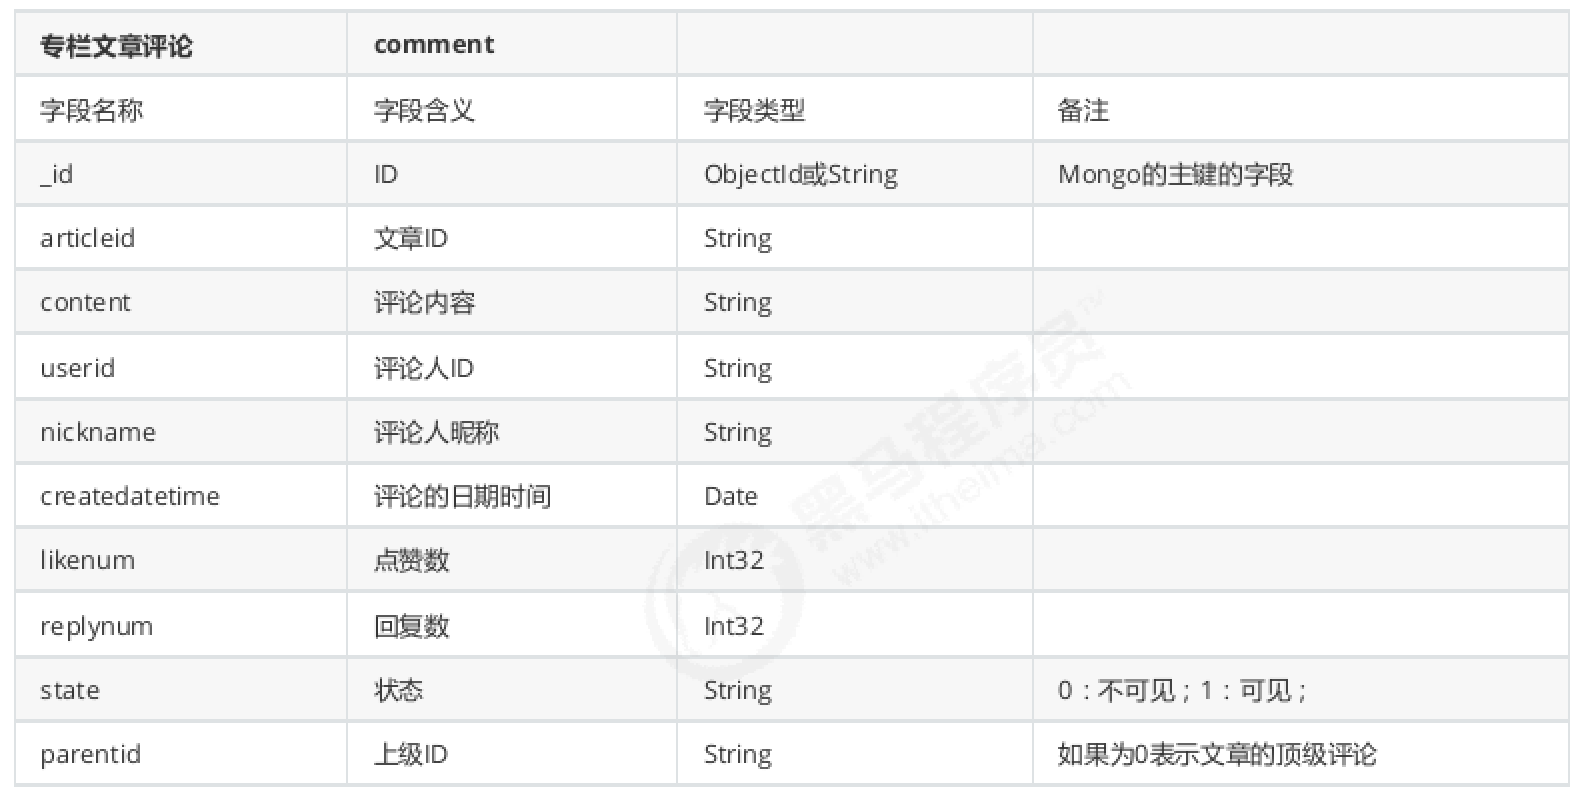 专栏文章评论 comment
字段名称 字段含义 字段类型 备注
_id ID ObjectId或String Mongo的主键的字段
articleid 文章ID String
content 评论内容 String
userid 评论人ID String
nickname 评论人昵称 String
createdatetime 评论的日期时间 Date
likenum 点赞数 Int32
replynum 回复数 Int32
state 状态 String 0：不可见；1：可见；
parentid 上级ID String 如果为0表示文章的顶级评论
黑马程序员™
www.itheima.com